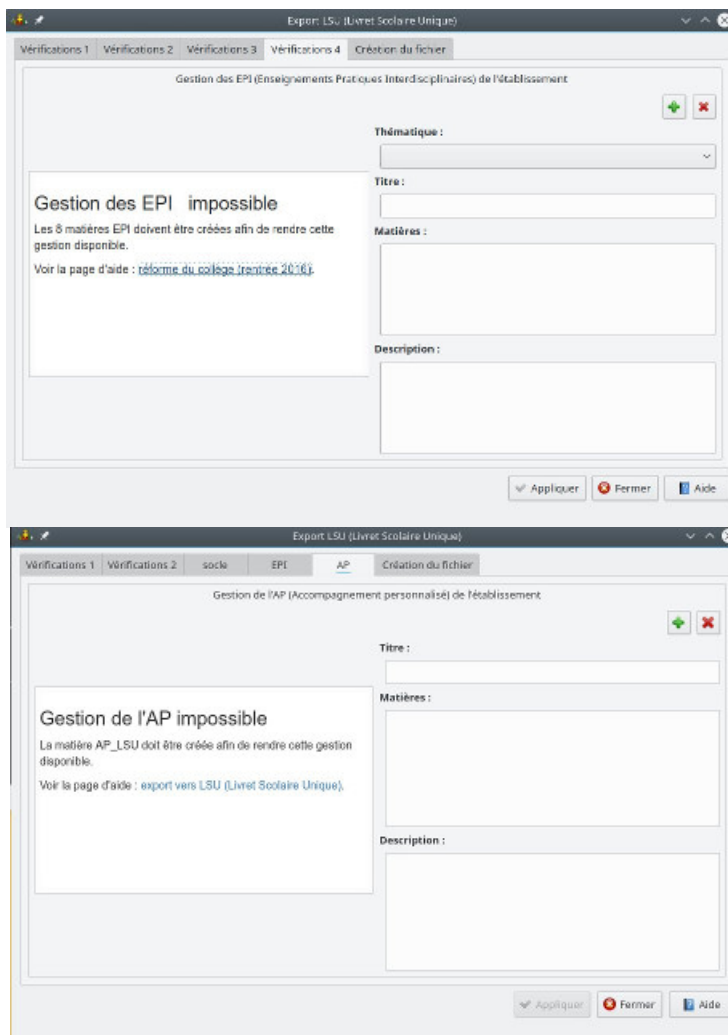 Export LSU (Livret Scolaire Unique)
Vérifications 1 Vérifications 2 Vérifications 3 Vérifications 4 Création du fichier
Gestion des EPI (Enseignements Pratiques Interdisciplinaires) de l'établissement
Thématique :
Titre :
Gestion des EPI impossible
Les 8 matières EPI doivent être créées afin de rendre cette
gestion disponible.
Voir la page d'aide : réforme du collège (rentrée 2016).
Matières :
Description :
Appliquer Fermer Aide
Export LSU (Livret Scolaire Unique)
Vérifications 1 Vérifications 2 socle EPI AP Création du fichier
Gestion de l'AP (Accompagnement personnalisé) de l'établissement
Titre :
Matières :
Gestion de l'AP impossible
La matière AP_LSU doit être créée afin de rendre cette gestion
disponible.
Voir la page d'aide : export vers LSU (Livret Scolaire Unique).
Description :
Appliquer Fermer Aide